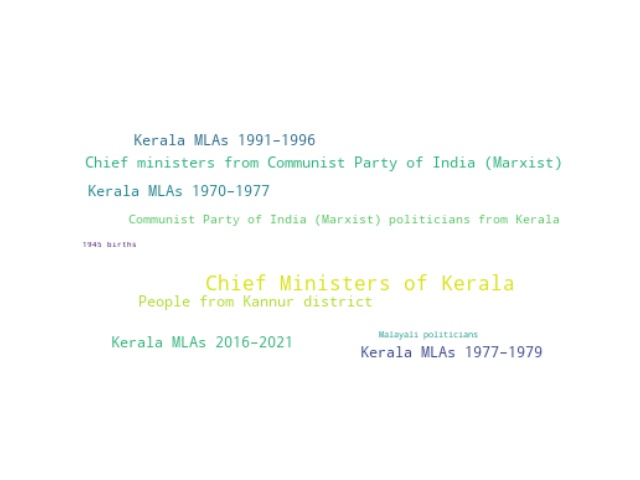 Kerala MLAs 1991–1996
Chief ministers from Communist Party of India (Marxist)
Kerala MLAs 1970–1977
Communist Party of India (Marxist) politicians from Kerala
1945 births
Chief Ministers of Kerala
People from Kannur district
Malayali politicians
Kerala MLAs 2016–2021
Kerala MLAs 1977–1979